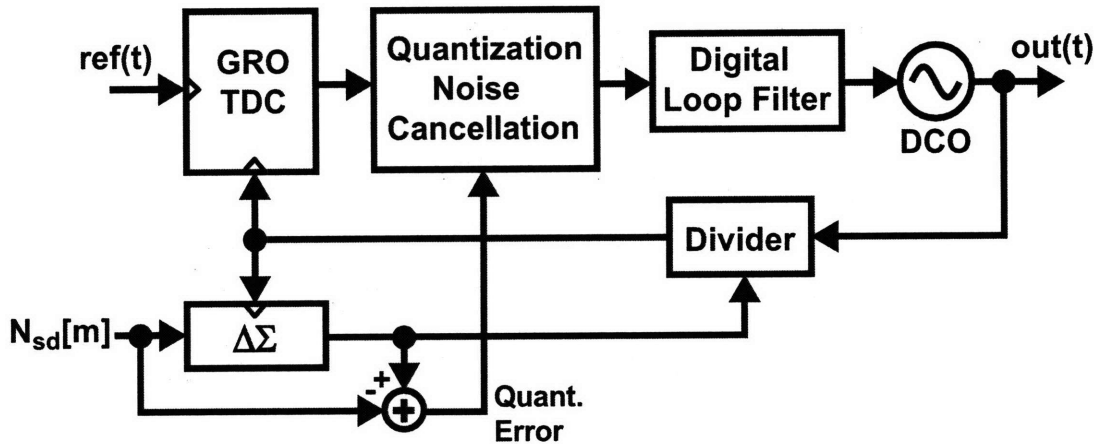 ref(t)
GRO
TDC
Quantization
Noise
Cancellation
Digital
Loop Filter
DCO
out(t)
Divider
N_sd[m]
ΔΣ
-+
+
Quant.
Error